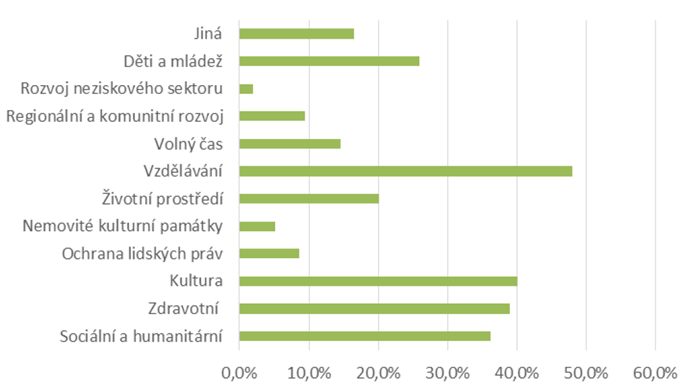 Jiná
Děti a mládež
Rozvoj neziskového sektoru
Regionální a komunitní rozvoj
Volný čas
Vzdělávání
Životní prostředí
Nemovité kulturní památky
Ochrana lidských práv
Kultura
Zdravotní
Sociální a humanitární
0,0% 10,0% 20,0% 30,0% 40,0% 50,0% 60,0%